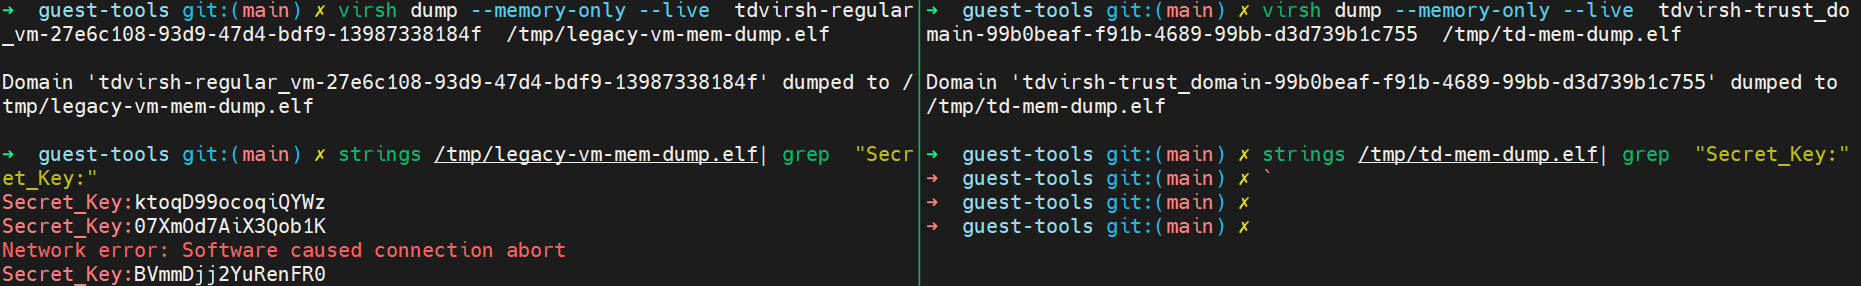 ➜  guest-tools git:(main) ✗ virsh dump --memory-only --live  tdvirsh-regular
_vm-27e6c108-93d9-47d4-bdf9-13987338184f  /tmp/legacy-vm-mem-dump.elf
Domain 'tdvirsh-regular_vm-27e6c108-93d9-47d4-bdf9-13987338184f' dumped to /
tmp/legacy-vm-mem-dump.elf
➜  guest-tools git:(main) ✗ strings /tmp/legacy-vm-mem-dump.elf| grep  "Secr
et_Key:"
Secret_Key:ktoqD99ocoqiQYWz
Secret_Key:07XmOd7AiX3Qob1K
Network error: Software caused connection abort
Secret_Key:BVmmDjj2YuRenFR0
➜  guest-tools git:(main) ✗ virsh dump --memory-only --live  tdvirsh-trust_do
main-99b0beaf-f91b-4689-99bb-d3d739b1c755  /tmp/td-mem-dump.elf
Domain 'tdvirsh-trust_domain-99b0beaf-f91b-4689-99bb-d3d739b1c755' dumped to
/tmp/td-mem-dump.elf
➜  guest-tools git:(main) ✗ strings /tmp/td-mem-dump.elf| grep  "Secret_Key:"
➜  guest-tools git:(main) ✗ `
➜  guest-tools git:(main) ✗
➜  guest-tools git:(main) ✗